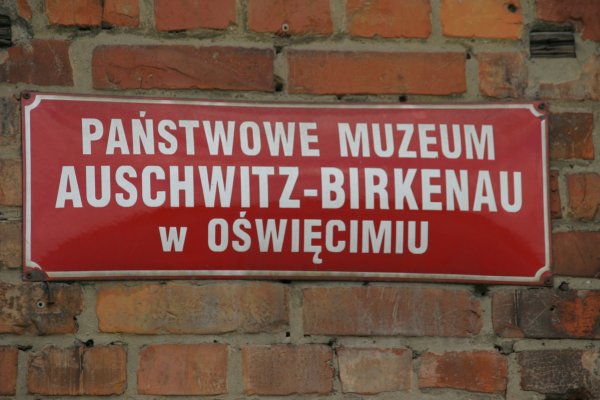 PAŃSTWOWE MUZEUM
AUSCHWITZ-BIRKENAU
w OŚWIĘCIMIU